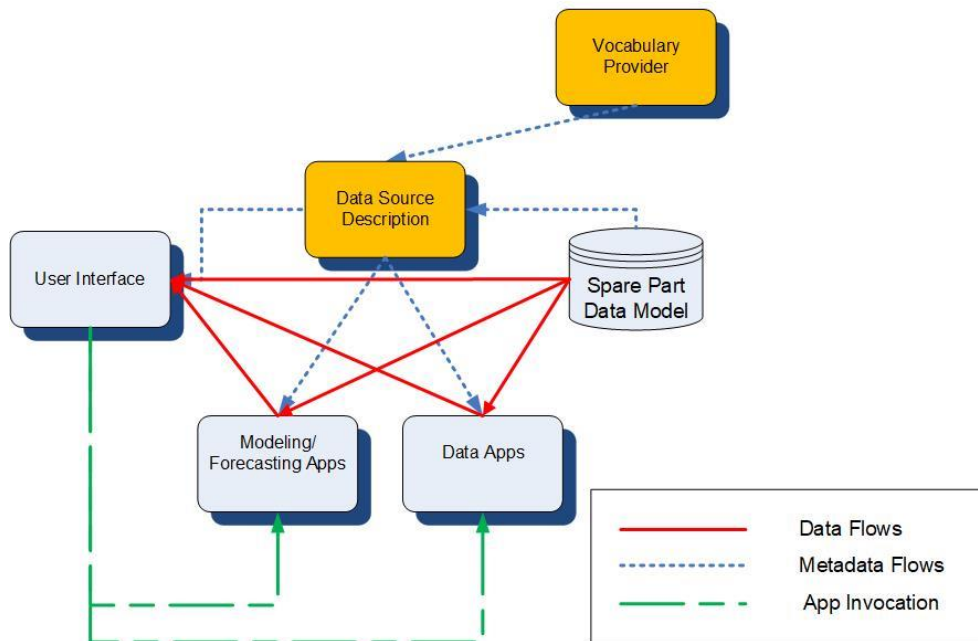 Vocabulary
Provider
Data Source
Description
User Interface
Spare Part
Data Model
Modeling/
Forecasting Apps
Data Apps
Data Flows
Metadata Flows
App Invocation